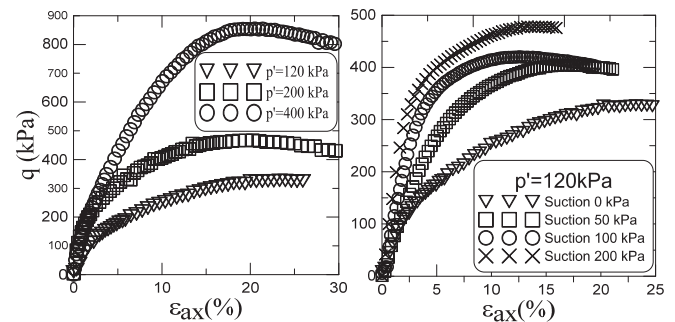 900
800
700
600
500
400
300
200
100
0
q (kPa)
p'=120 kPa
p'=200 kPa
p'=400 kPa
0
10
20
30
εax(%)
500
400
300
200
100
0
p'=120kPa
Suction 0 kPa
Suction 50 kPa
Suction 100 kPa
Suction 200 kPa
0
5
10
15
20
25
εax(%)